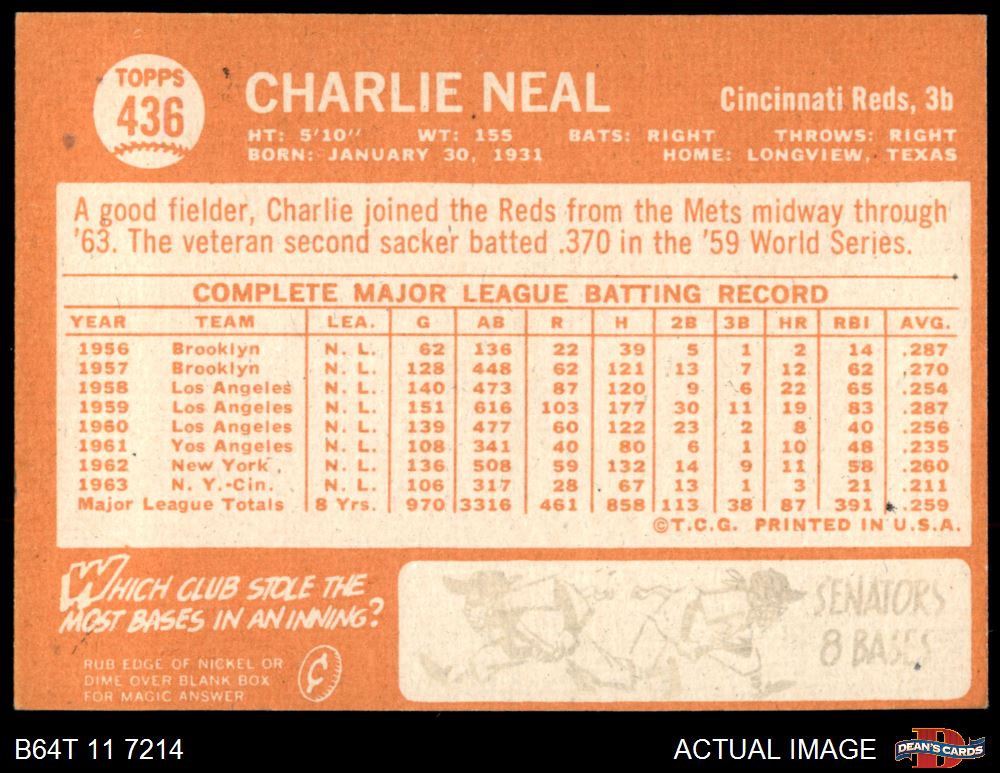 TOPPS
436
CHARLIE NEAL
Cincinnati Reds, 3b
HT: 5'10" WT: 155 BATS: RIGHT THROWS: RIGHT
BORN: JANUARY 30, 1931 HOME: LONGVIEW, TEXAS
A good fielder, Charlie joined the Reds from the Mets midway through
'63. The veteran second sacker batted .370 in the '59 World Series.
COMPLETE MAJOR LEAGUE BATTING RECORD
YEAR TEAM LEA. G AB R H 2B 3B HR RBI AVG.
1956 Brooklyn N. L. 62 136 22 39 5 1 2 14 .287
1957 Brooklyn N. L. 128 448 62 121 13 7 12 62 .270
1958 Los Angeles N. L. 140 473 87 120 9 6 22 65 .254
1959 Los Angeles N. L. 151 616 103 177 30 11 19 83 .287
1960 Los Angeles N. L. 139 477 60 122 23 2 8 40 .256
1961 Yos Angeles N. L. 108 341 40 80 6 1 10 48 .235
1962 New York N. L. 136 508 59 132 14 9 11 58 .260
1963 N. Y.-Cin. N. L. 106 317 28 67 13 1 3 21 .211
Major League Totals 8 Yrs. 970 3316 461 858 113 38 87 391 .259
©T.C.G. PRINTED IN U.S.A.
WHICH CLUB STOLE THE
MOST BASES IN AN INNING?
RUB EDGE OF NICKEL OR
DIME OVER BLANK BOX
FOR MAGIC ANSWER
¢
SENATORS
8 BASES
B64T 11 7214
ACTUAL IMAGE
D
DEAN'S CARDS